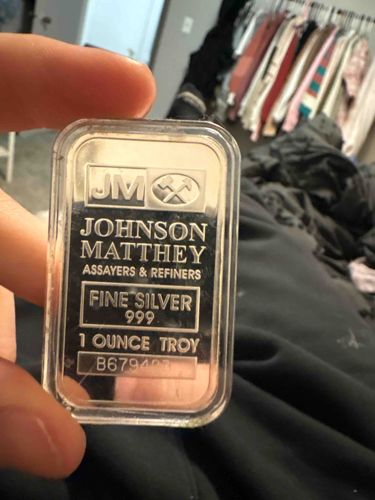 JM
JOHNSON
MATTHEY
ASSAYERS & REFINERS
FINE SILVER
999
1 OUNCE TROY